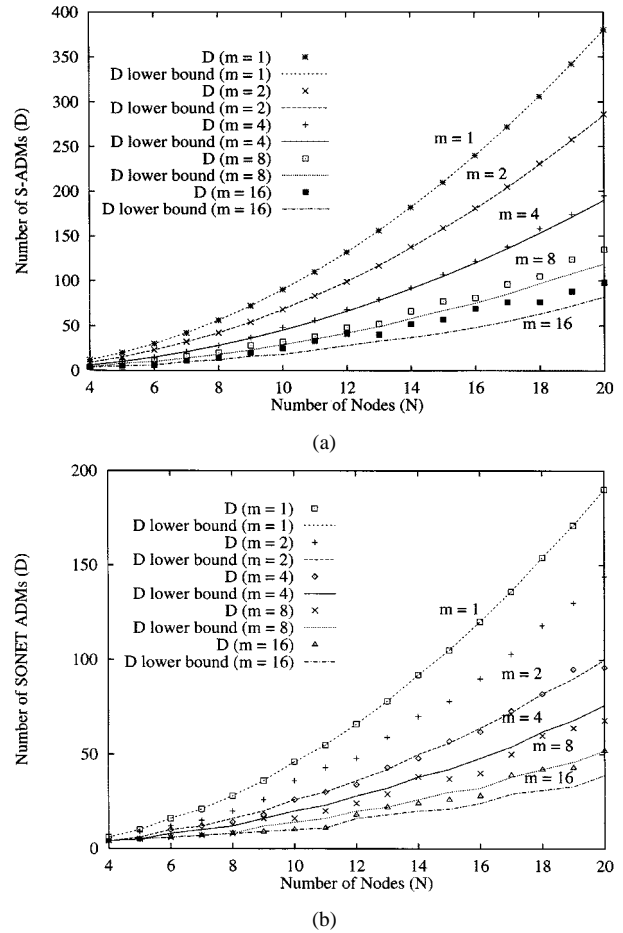 400
350
300
250
200
150
100
50
0
Number of S-ADMs (D)
D (m = 1)
D lower bound (m = 1)
D (m = 2)
D lower bound (m = 2)
D (m = 4)
D lower bound (m = 4)
D (m = 8)
D lower bound (m = 8)
D (m = 16)
D lower bound (m = 16)
m = 1
m = 2
m = 4
m = 8
m = 16
4 6 8 10 12 14 16 18 20
Number of Nodes (N)
(a)
200
150
100
50
0
Number of SONET ADMs (D)
D (m = 1)
D lower bound (m = 1)
D (m = 2)
D lower bound (m = 2)
D (m = 4)
D lower bound (m = 4)
D (m = 8)
D lower bound (m = 8)
D (m = 16)
D lower bound (m = 16)
m = 1
m = 2
m = 4
m = 8
m = 16
4 6 8 10 12 14 16 18 20
Number of Nodes (N)
(b)